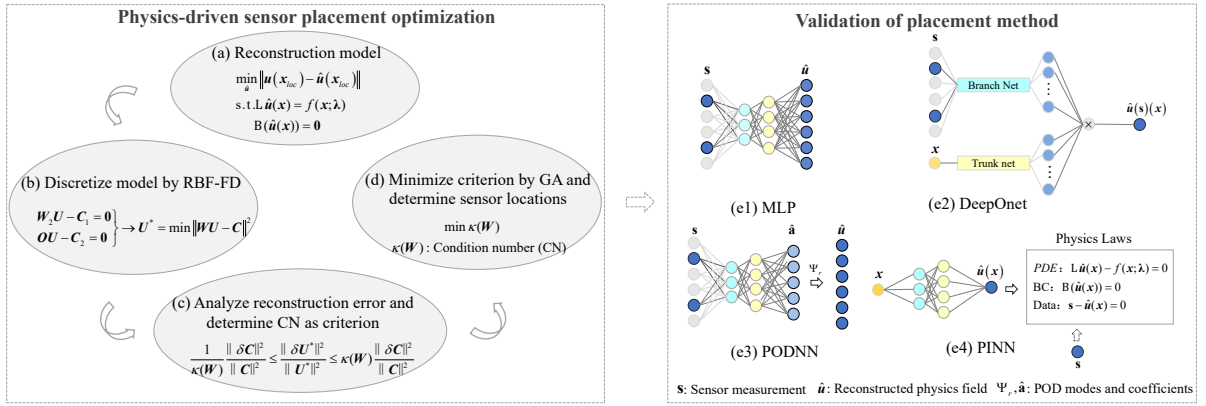 Physics-driven sensor placement optimization
(a) Reconstruction model
min_û ‖u(x_loc) − û(x_loc)‖
s.t.Lû(x) = f(x;λ)
B(û(x)) = 0
(b) Discretize model by RBF-FD
W₂U − C₁ = 0
OU − C₂ = 0 } → U* = min‖WU − C‖²
(d) Minimize criterion by GA and
determine sensor locations
min κ(W)
κ(W) : Condition number (CN)
(c) Analyze reconstruction error and
determine CN as criterion
1/κ(W) ‖δC‖²/‖C‖² ≤ ‖δU*‖²/‖U*‖² ≤ κ(W) ‖δC‖²/‖C‖²
Validation of placement method
s
û
(e1) MLP
s
Branch Net
x
Trunk net
×
û(s)(x)
(e2) DeepOnet
s
â
û
Ψ_r
(e3) PODNN
x
û(x)
(e4) PINN
Physics Laws
PDE: Lû(x) − f(x;λ) = 0
BC: B(û(x)) = 0
Data: s − û(x) = 0
s
s: Sensor measurement û: Reconstructed physics field Ψ_r, â: POD modes and coefficients